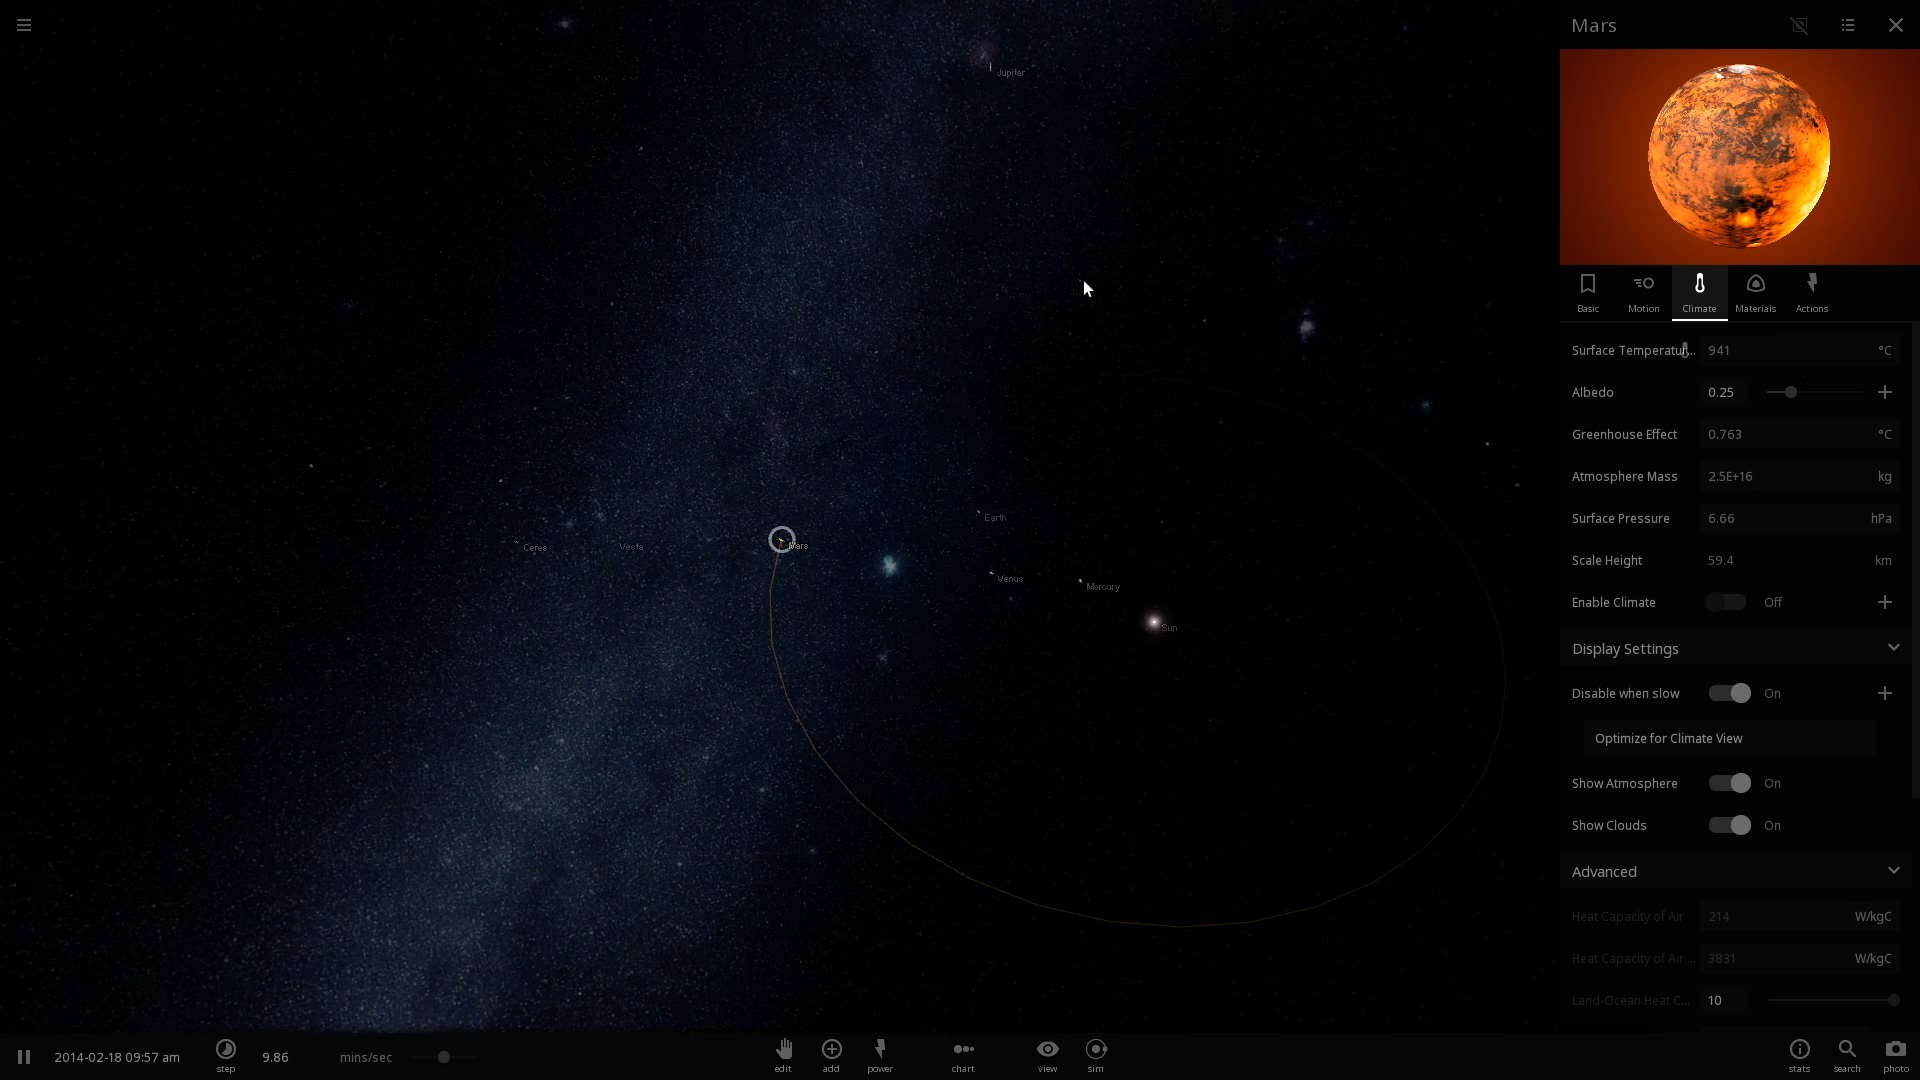 Mars
Jupiter
Basic
Motion
Climate
Materials
Actions
Surface Temperatur... 941 °C
Albedo 0.25
Greenhouse Effect 0.763 °C
Atmosphere Mass 2.5E+16 kg
Surface Pressure 6.66 hPa
Earth
Ceres
Vesta
Mars
Scale Height 59.4 km
Venus
Mercury
Enable Climate Off
Sun
Display Settings
Disable when slow On
Optimize for Climate View
Show Atmosphere On
Show Clouds On
Advanced
Heat Capacity of Air 214 W/kgC
Heat Capacity of Air ... 3831 W/kgC
Land-Ocean Heat C... 10
2014-02-18 09:57 am
step
9.86 mins/sec
edit
add
power
chart
view
sim
stats
search
photo